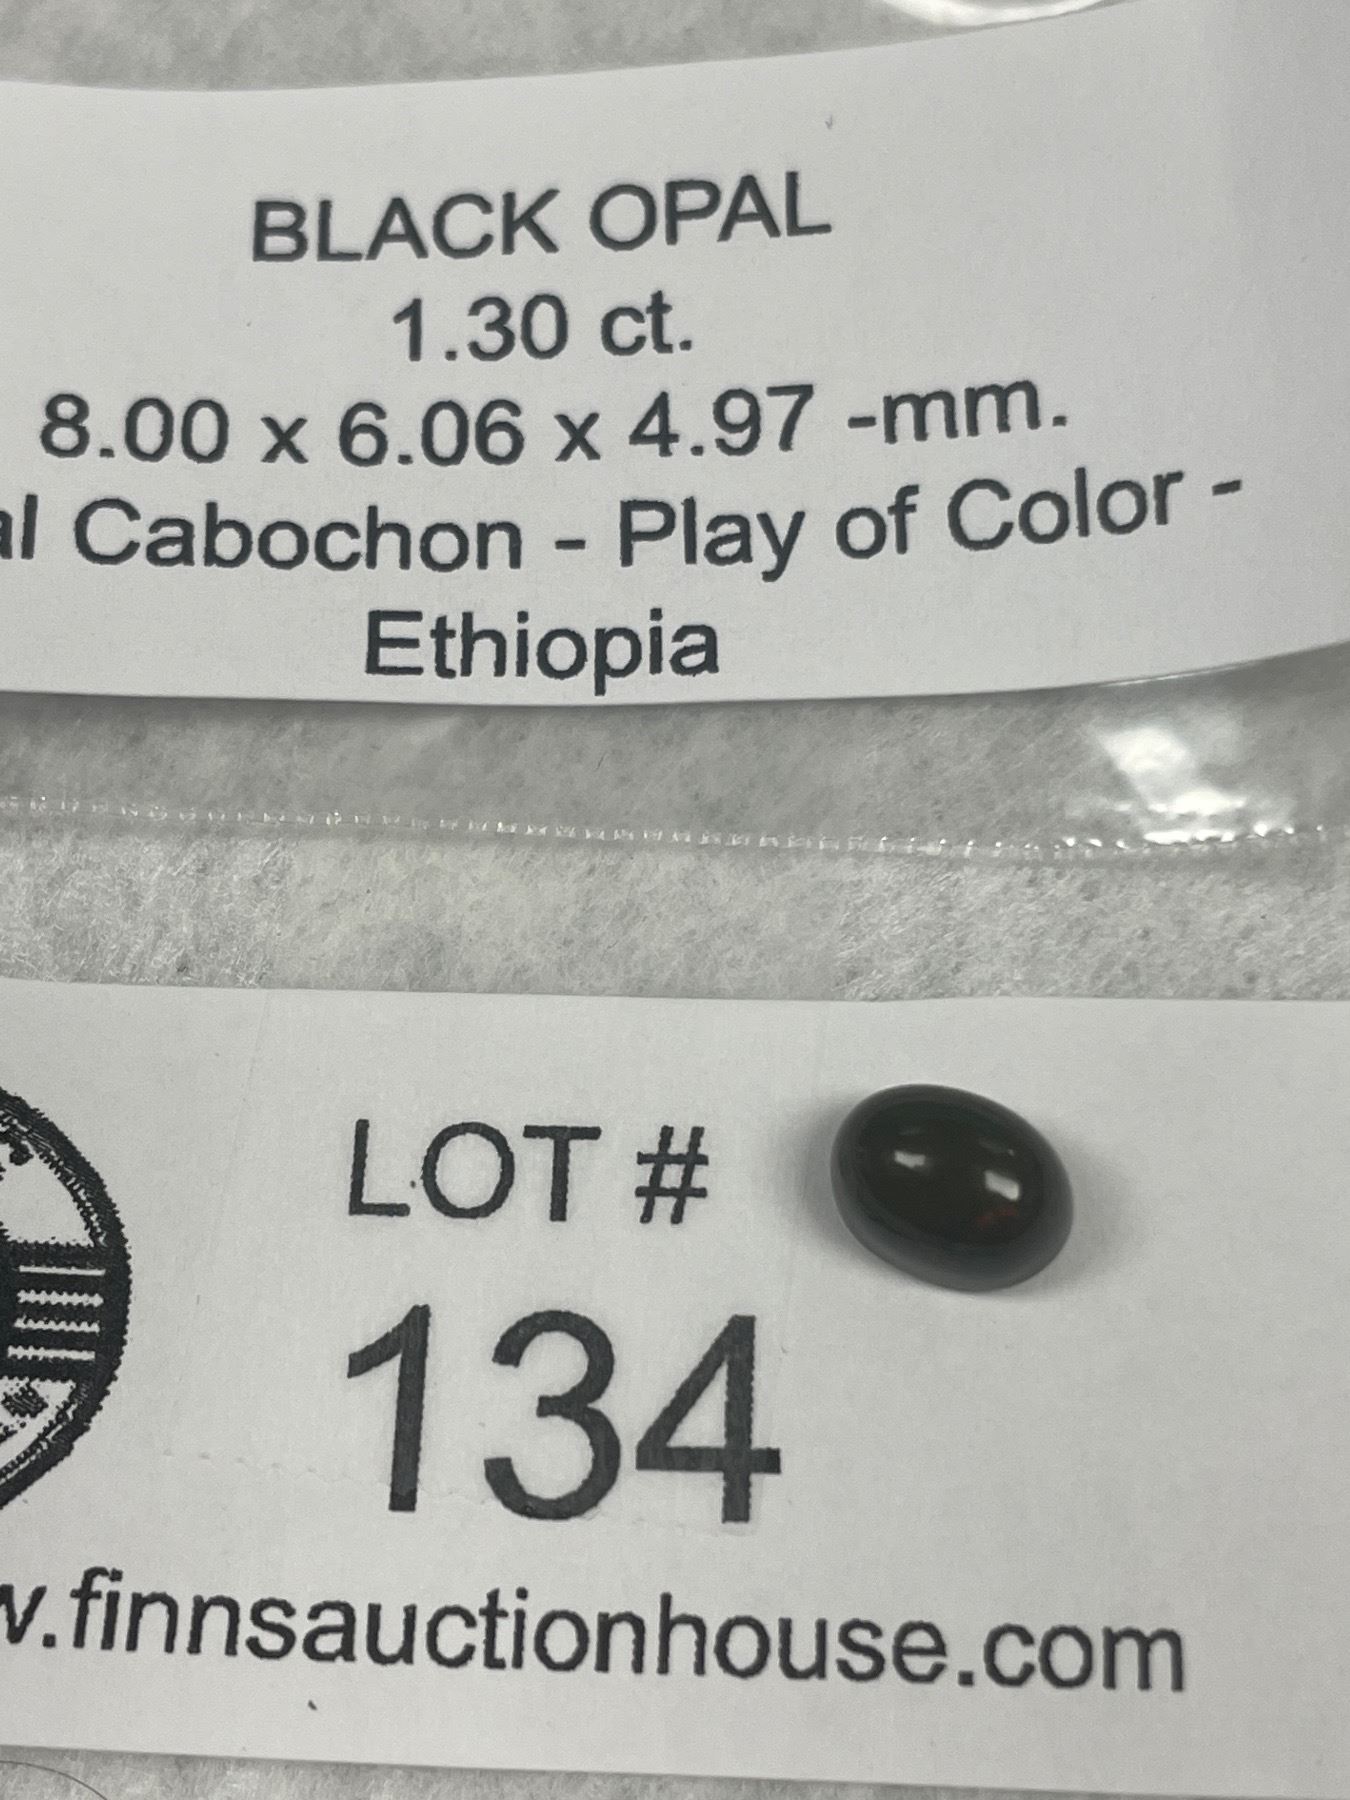 BLACK OPAL
1.30 ct.
8.00 x 6.06 x 4.97 -mm.
al Cabochon - Play of Color -
Ethiopia
LOT #
134
w.finnsauctionhouse.com